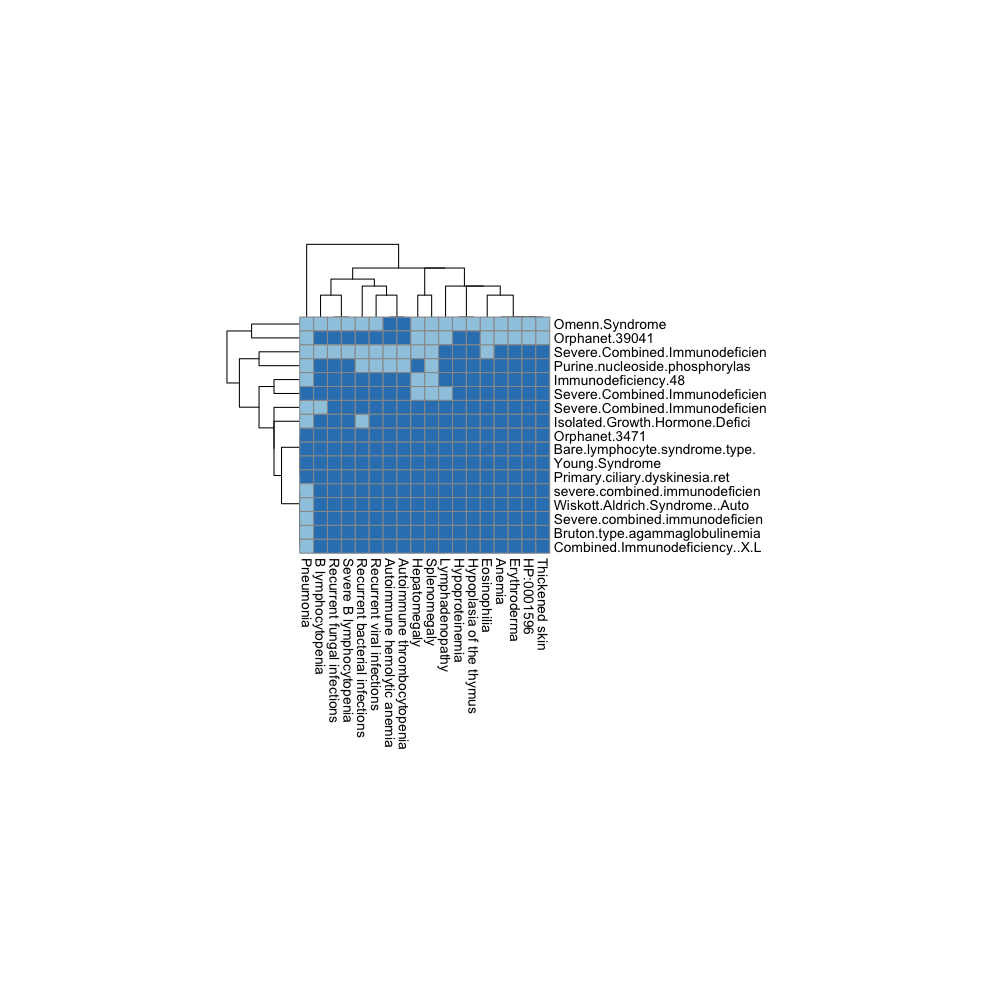 Omenn.Syndrome
Orphanet.39041
Severe.Combined.Immunodeficien
Purine.nucleoside.phosphorylas
Immunodeficiency.48
Severe.Combined.Immunodeficien
Severe.Combined.Immunodeficien
Isolated.Growth.Hormone.Defici
Orphanet.3471
Bare.lymphocyte.syndrome.type.
Young.Syndrome
Primary.ciliary.dyskinesia.ret
severe.combined.immunodeficien
Wiskott.Aldrich.Syndrome..Auto
Severe.combined.immunodeficien
Bruton.type.agammaglobulinemia
Combined.Immunodeficiency..X.L
Pneumonia
B lymphocytopenia
Recurrent fungal infections
Severe B lymphocytopenia
Recurrent bacterial infections
Recurrent viral infections
Autoimmune hemolytic anemia
Autoimmune thrombocytopenia
Hepatomegaly
Splenomegaly
Lymphadenopathy
Hypoproteinemia
Hypoplasia of the thymus
Eosinophilia
Anemia
Erythroderma
HP:0001596
Thickened skin